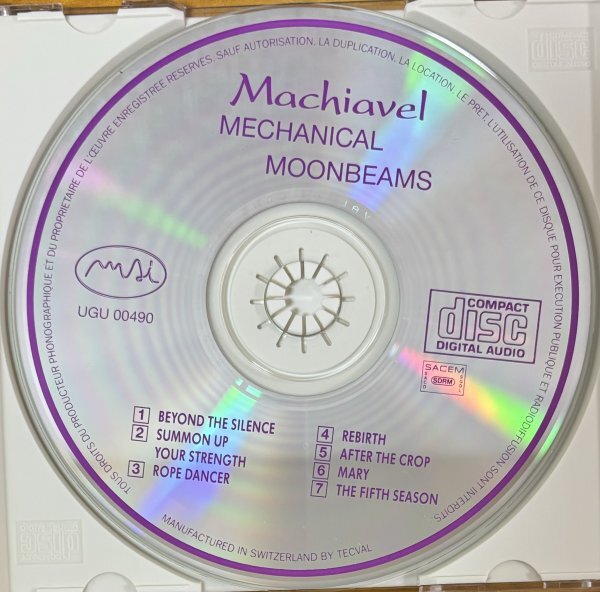 TOUS DROITS DU PRODUCTEUR PHONOGRAPHIQUE ET DU PROPRIETAIRE DE L'ŒUVRE ENREGISTREE RESERVES. SAUF AUTORISATION, LA DUPLICATION, LA LOCATION, LE PRET, L'UTILISATION DE CE DISQUE POUR EXECUTION PUBLIQUE ET RADIODIFFUSION SONT INTERDITS
Machiavel
MECHANICAL
MOONBEAMS
msi
UGU 00490
COMPACT
disc
DIGITAL AUDIO
SACEM
SDRM
1 BEYOND THE SILENCE
2 SUMMON UP
YOUR STRENGTH
3 ROPE DANCER
4 REBIRTH
5 AFTER THE CROP
6 MARY
7 THE FIFTH SEASON
MANUFACTURED IN SWITZERLAND BY TECVAL